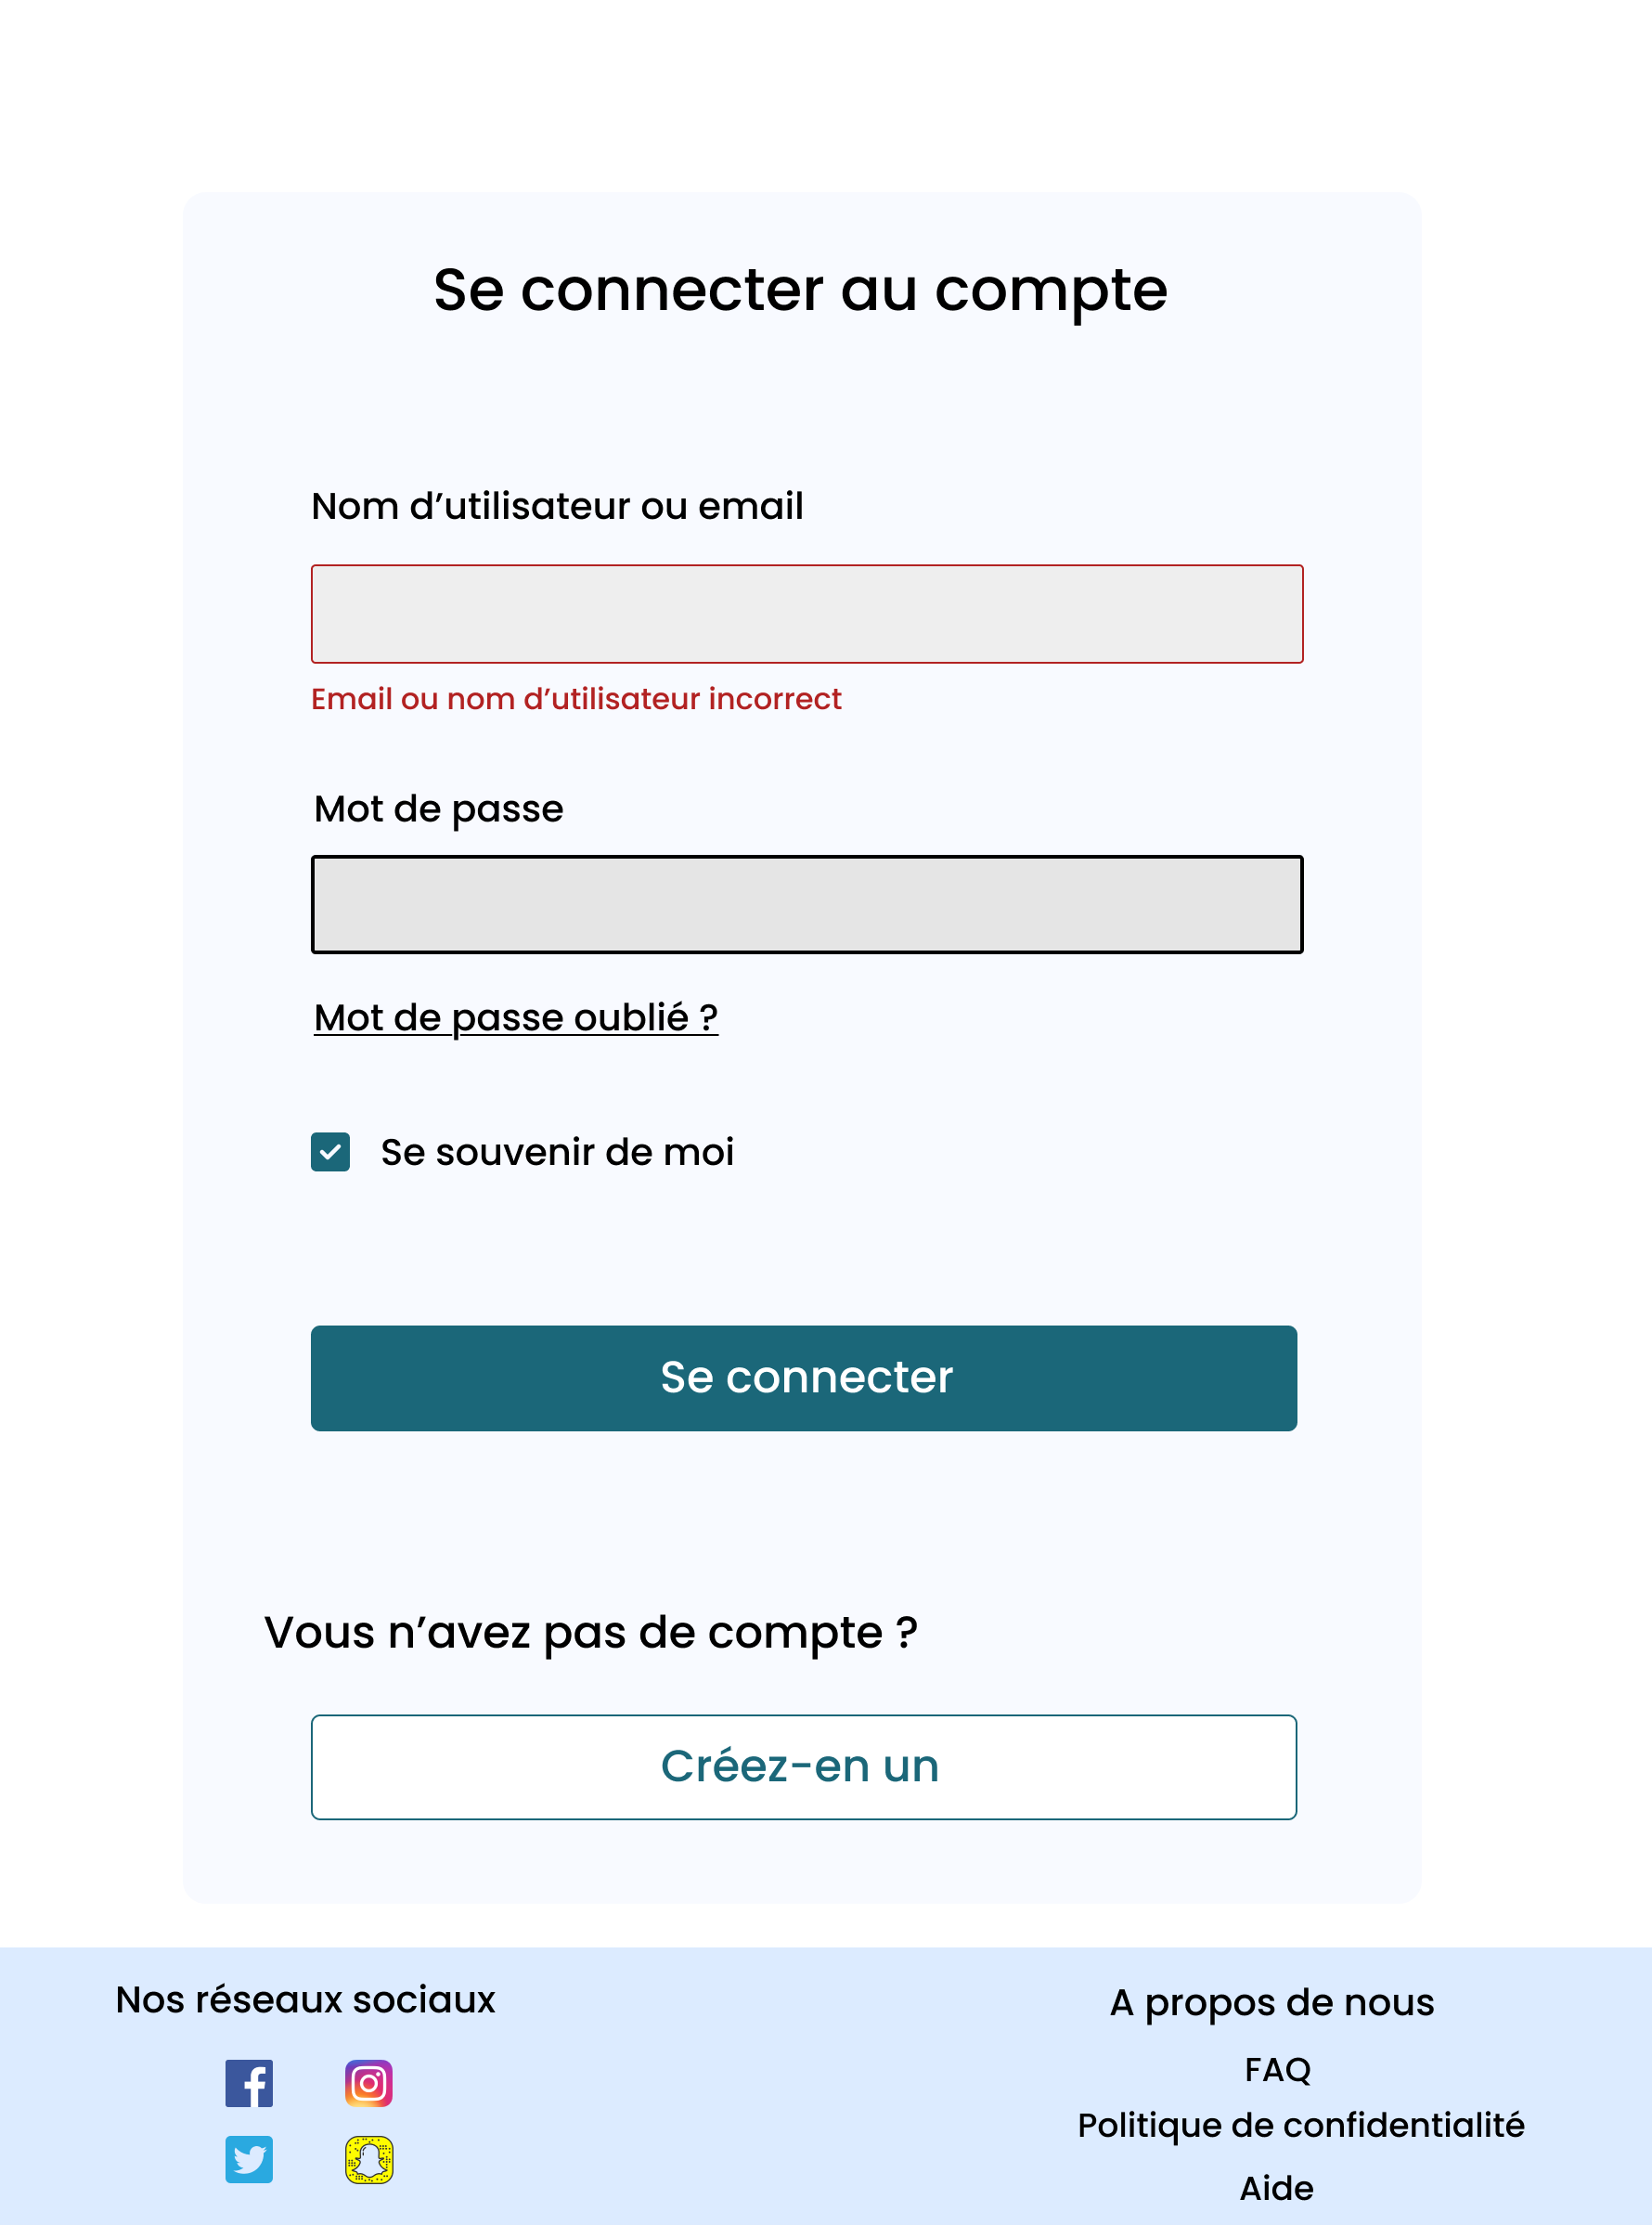 Se connecter au compte
Nom d’utilisateur ou email
Email ou nom d’utilisateur incorrect
Mot de passe
Mot de passe oublié ?
Se souvenir de moi
Se connecter
Vous n’avez pas de compte ?
Créez-en un
Nos réseaux sociaux
A propos de nous
FAQ
Politique de confidentialité
Aide